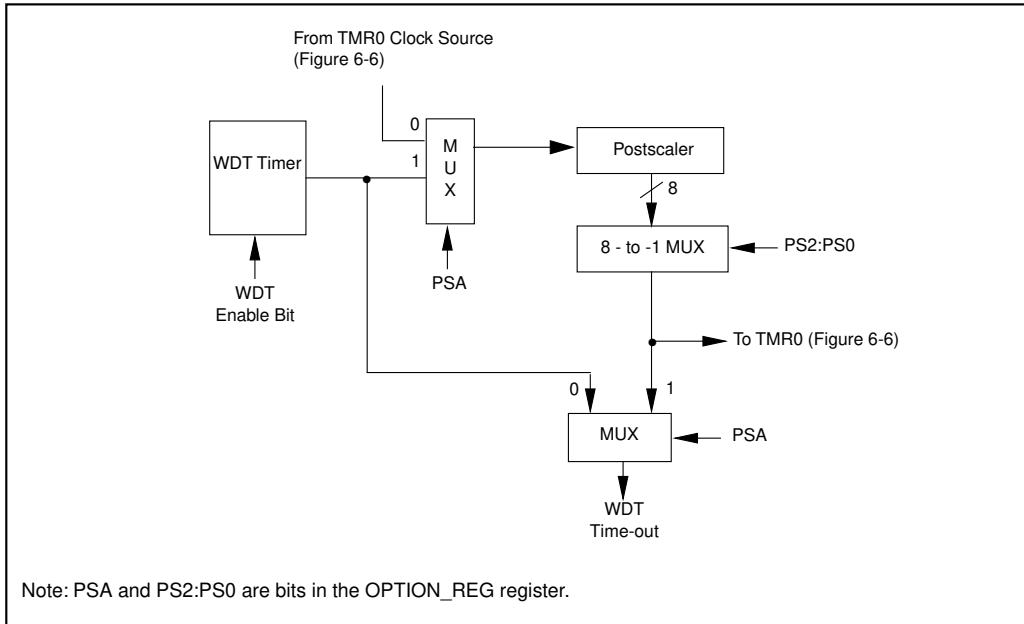 From TMR0 Clock Source
(Figure 6-6)
0
1
M
U
X
WDT Timer
Postscaler
8
8 - to -1 MUX
PS2:PS0
PSA
WDT
Enable Bit
To TMR0 (Figure 6-6)
0
1
MUX
PSA
WDT
Time-out
Note: PSA and PS2:PS0 are bits in the OPTION_REG register.